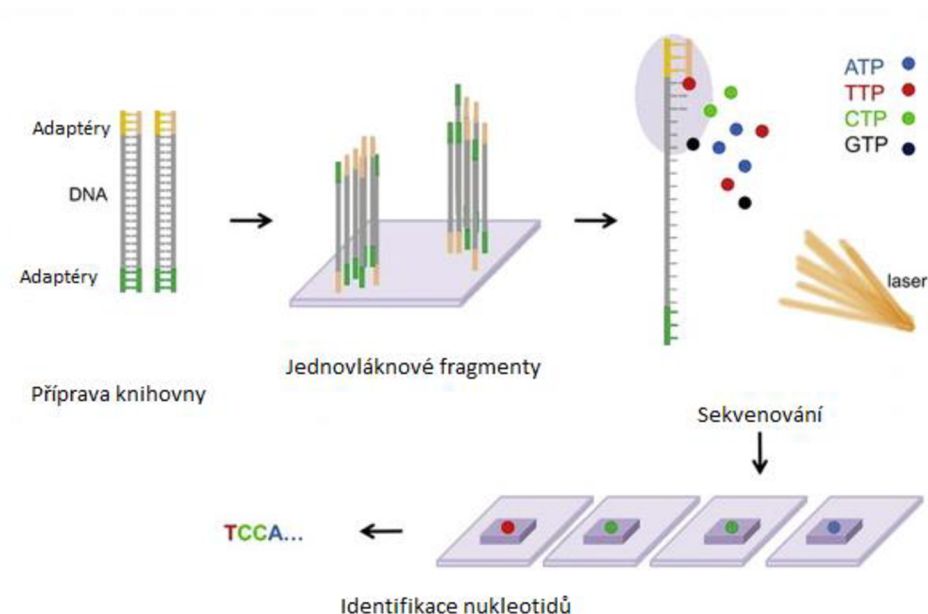 Adaptéry
DNA
Adaptéry
Příprava knihovny
Jednovláknové fragmenty
ATP
TTP
CTP
GTP
laser
Sekvenování
TCCA...
Identifikace nukleotidů